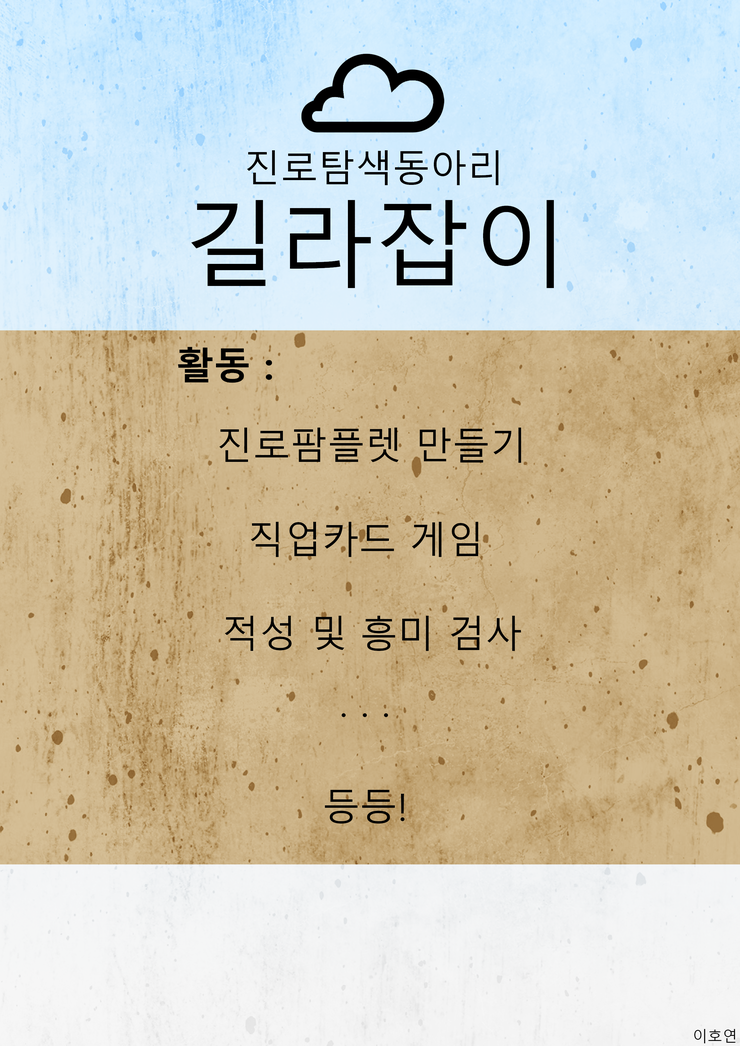 진로탐색동아리
길라잡이
활동 :
진로팜플렛 만들기
직업카드 게임
적성 및 흥미 검사
. . .
등등!
이호연